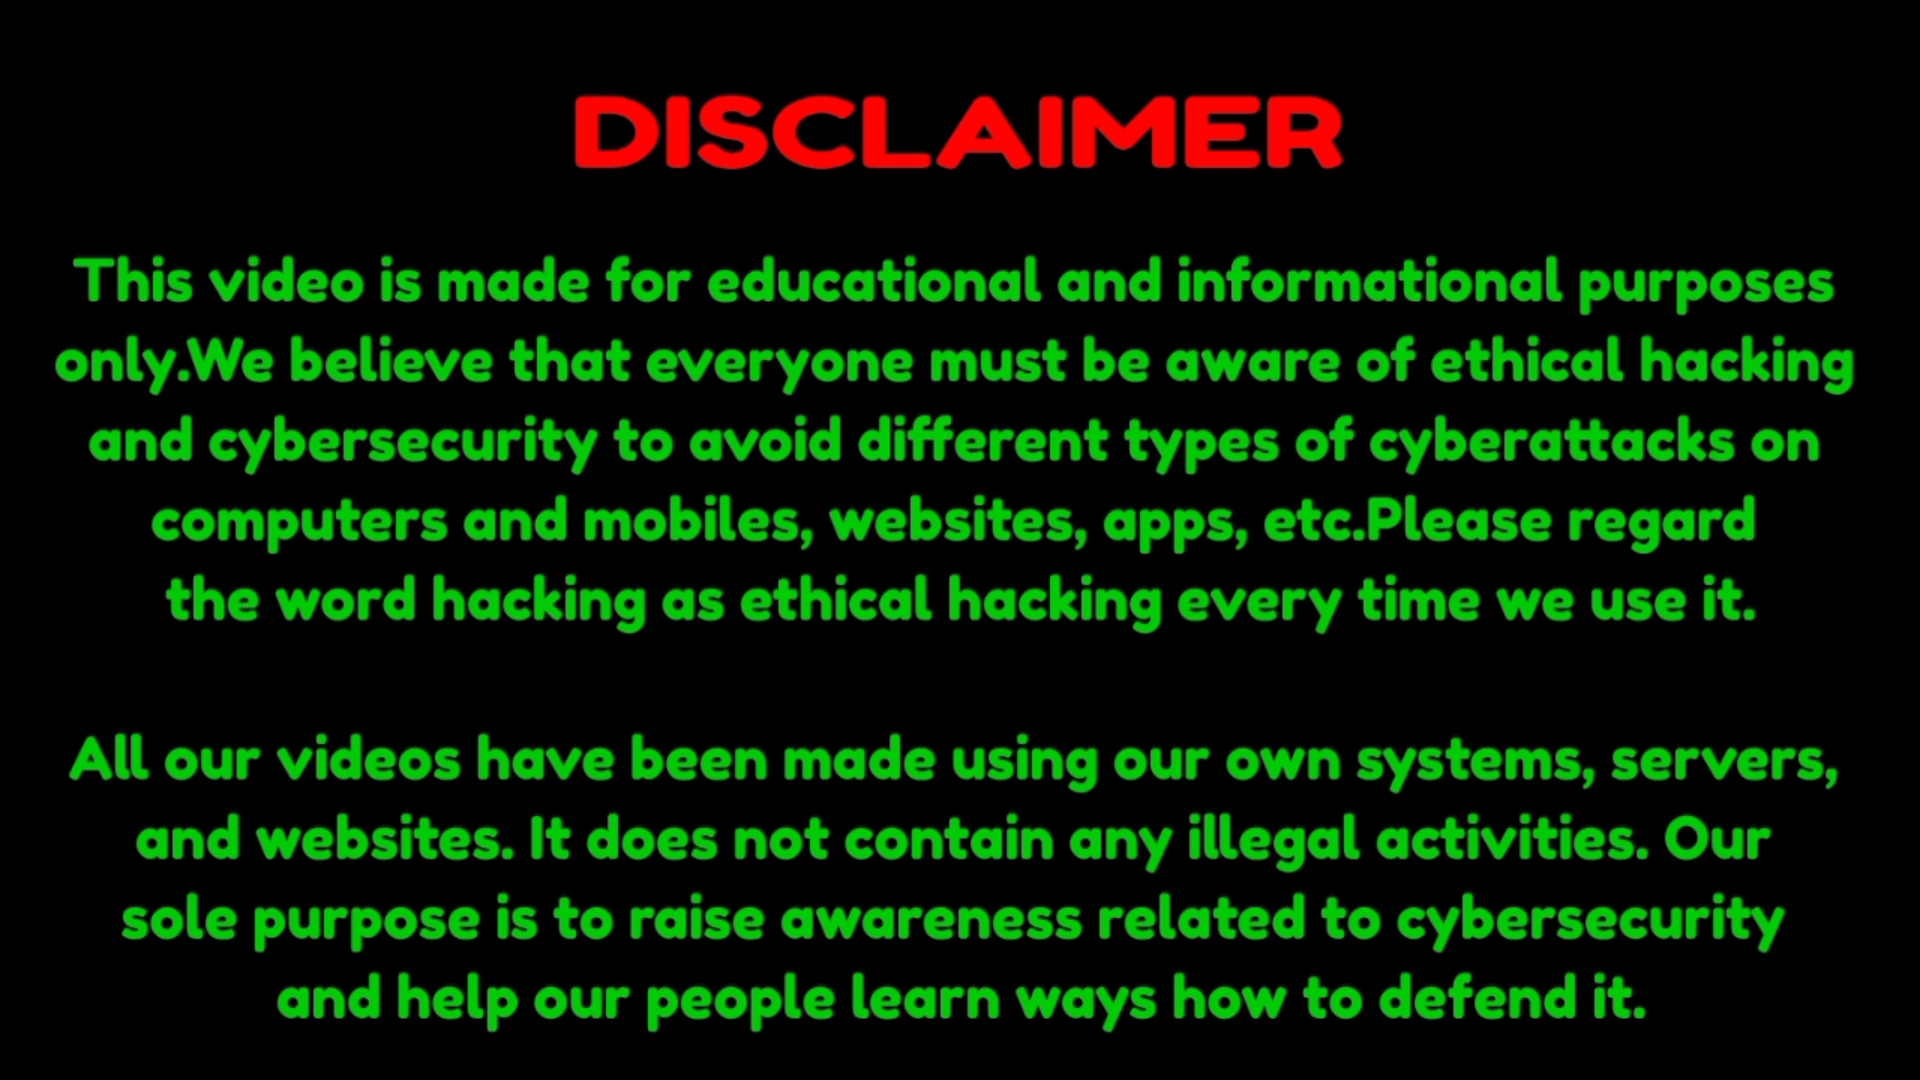 DISCLAIMER
This video is made for educational and informational purposes
only.We believe that everyone must be aware of ethical hacking
and cybersecurity to avoid different types of cyberattacks on
computers and mobiles, websites, apps, etc.Please regard
the word hacking as ethical hacking every time we use it.
All our videos have been made using our own systems, servers,
and websites. It does not contain any illegal activities. Our
sole purpose is to raise awareness related to cybersecurity
and help our people learn ways how to defend it.